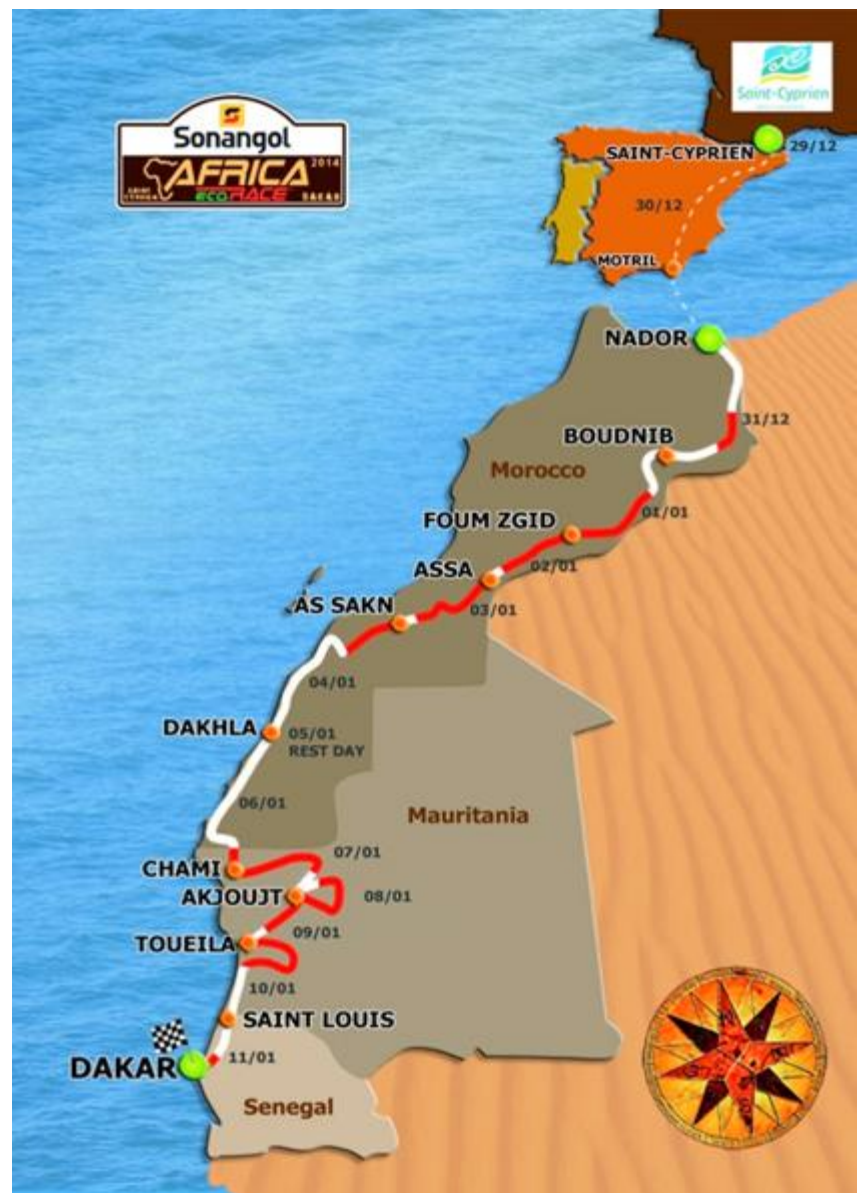 Saint-Cyprien
Sonangol
AFRICA 2014
SAINT CYPRIEN
ECO RACE
DAKAR
SAINT-CYPRIEN
29/12
30/12
MOTRIL
NADOR
31/12
BOUDNIB
Morocco
01/01
FOUM ZGID
02/01
ASSA
03/01
AS SAKN
04/01
DAKHLA
05/01
REST DAY
06/01
Mauritania
CHAMI
07/01
AKJOUJT
08/01
09/01
TOUEILA
10/01
SAINT LOUIS
DAKAR
11/01
Senegal